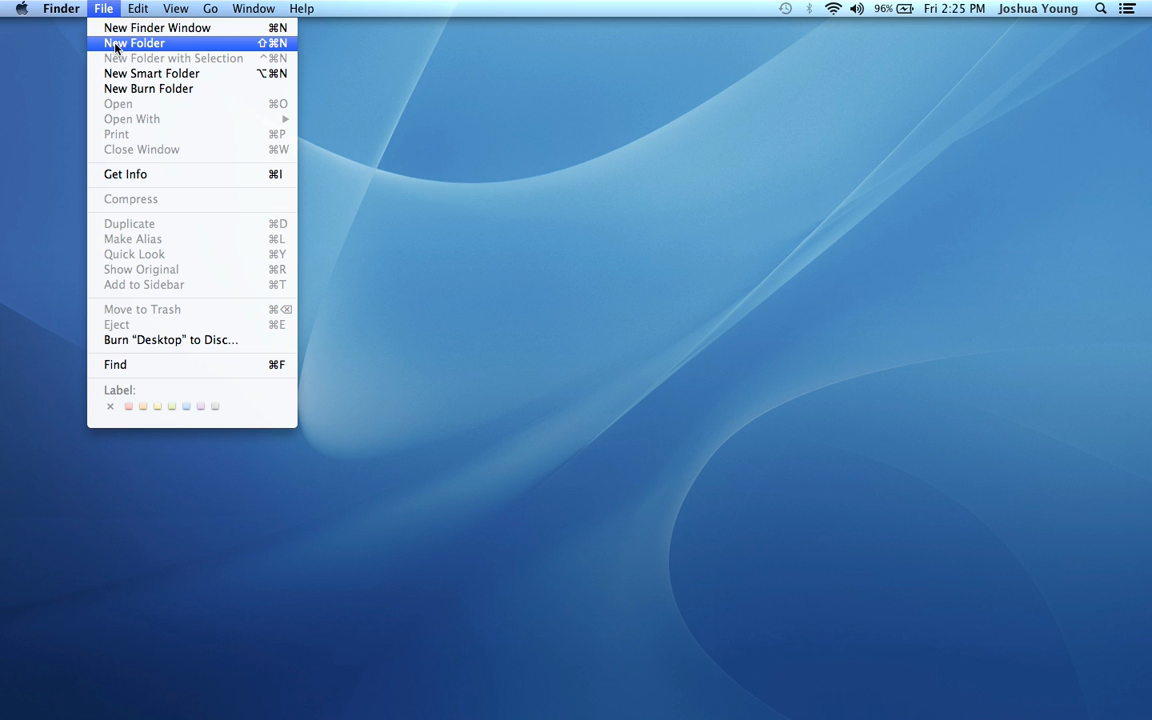 Finder File Edit View Go Window Help 96% Fri 2:25 PM Joshua Young
New Finder Window ⌘N
New Folder ⇧⌘N
New Folder with Selection ^⌘N
New Smart Folder ⌥⌘N
New Burn Folder
Open ⌘O
Open With ▶
Print ⌘P
Close Window ⌘W
Get Info ⌘I
Compress
Duplicate ⌘D
Make Alias ⌘L
Quick Look ⌘Y
Show Original ⌘R
Add to Sidebar ⌘T
Move to Trash ⌘⌫
Eject ⌘E
Burn “Desktop” to Disc...
Find ⌘F
Label:
×